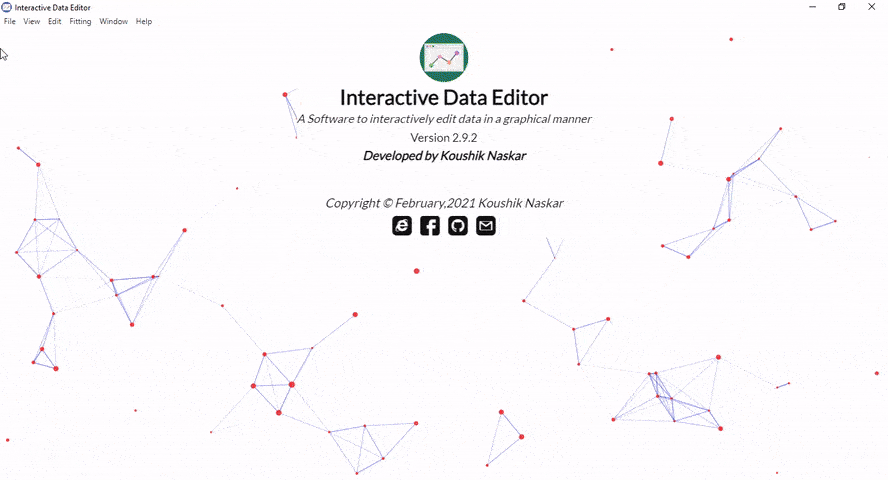 Interactive Data Editor
File View Edit Fitting Window Help
Interactive Data Editor
A Software to interactively edit data in a graphical manner
Version 2.9.2
Developed by Koushik Naskar
Copyright © February,2021 Koushik Naskar